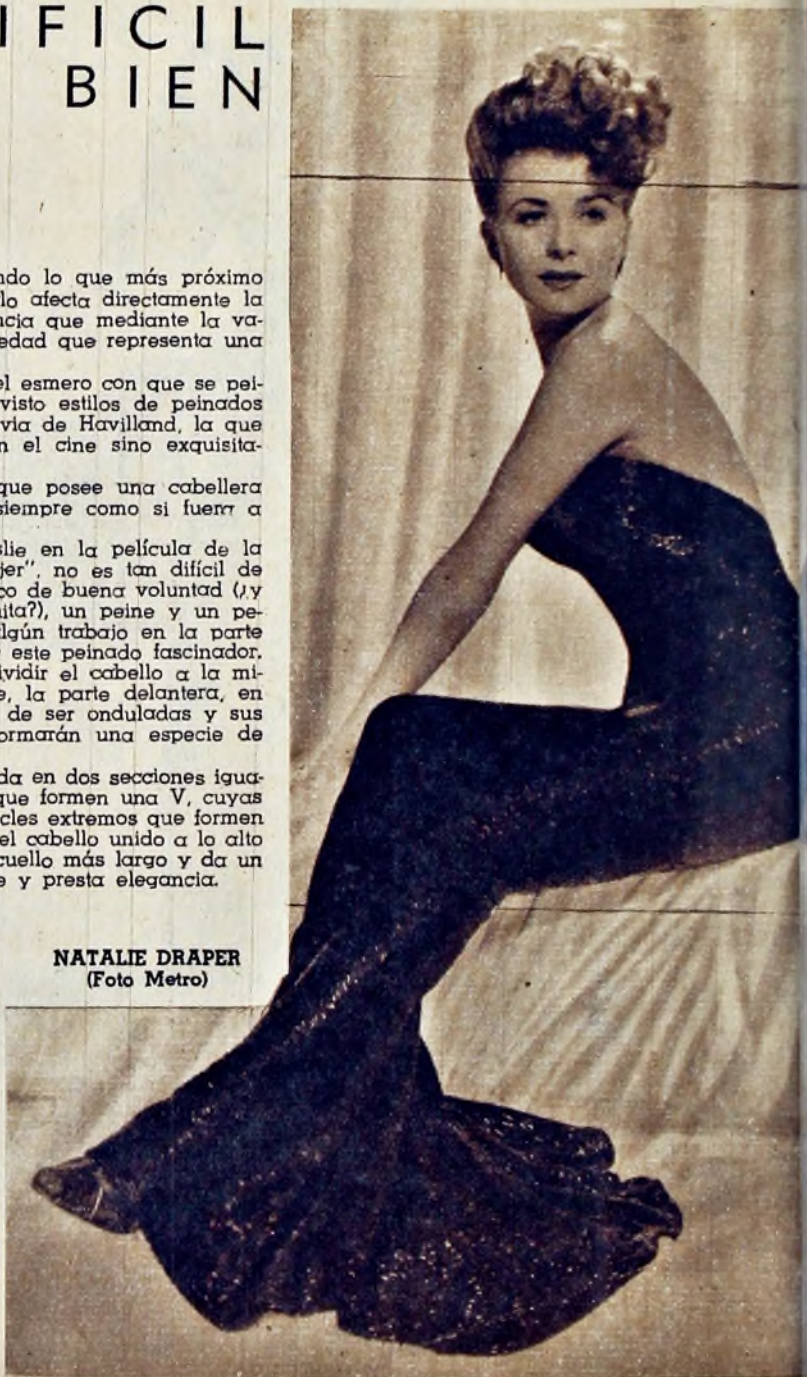 IFICIL
BIEN
ndo lo que más próximo
lo afecta directamente la
ncia que mediante la va-
edad que representa una
el esmero con que se pei-
visto estilos de peinados
via de Havilland, la que
n el cine sino exquisita-
que posee una cabellera
siempre como si fuera a
slie en la película de la
jer", no es tan difícil de
co de buena voluntad (¿y
nita?), un peine y un pe-
algún trabajo en la parte
r este peinado fascinador.
ividir el cabello a la mi-
e, la parte delantera, en
de ser onduladas y sus
ormarán una especie de
da en dos secciones igua-
que formen una V, cuyas
cles extremos que formen
el cabello unido a lo alto
cuello más largo y da un
e y presta elegancia.
NATALIE DRAPER
(Foto Metro)